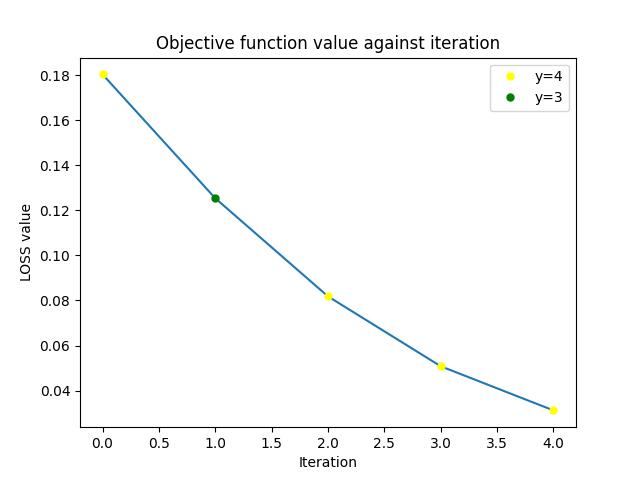 Objective function value against iteration
y=4
y=3
LOSS value
0.18
0.16
0.14
0.12
0.10
0.08
0.06
0.04
0.0 0.5 1.0 1.5 2.0 2.5 3.0 3.5 4.0
Iteration